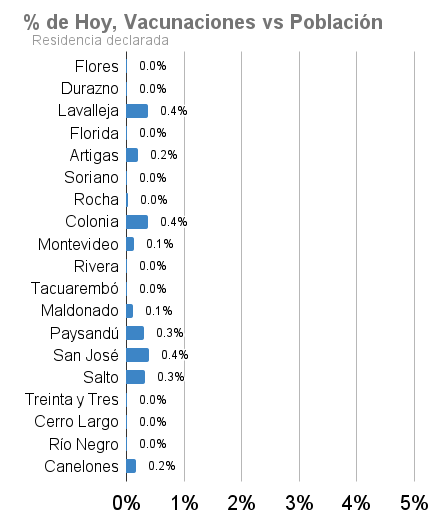 % de Hoy, Vacunaciones vs Población
Residencia declarada
Flores 0.0%
Durazno 0.0%
Lavalleja 0.4%
Florida 0.0%
Artigas 0.2%
Soriano 0.0%
Rocha 0.0%
Colonia 0.4%
Montevideo 0.1%
Rivera 0.0%
Tacuarembó 0.0%
Maldonado 0.1%
Paysandú 0.3%
San José 0.4%
Salto 0.3%
Treinta y Tres 0.0%
Cerro Largo 0.0%
Río Negro 0.0%
Canelones 0.2%
0% 1% 2% 3% 4% 5%